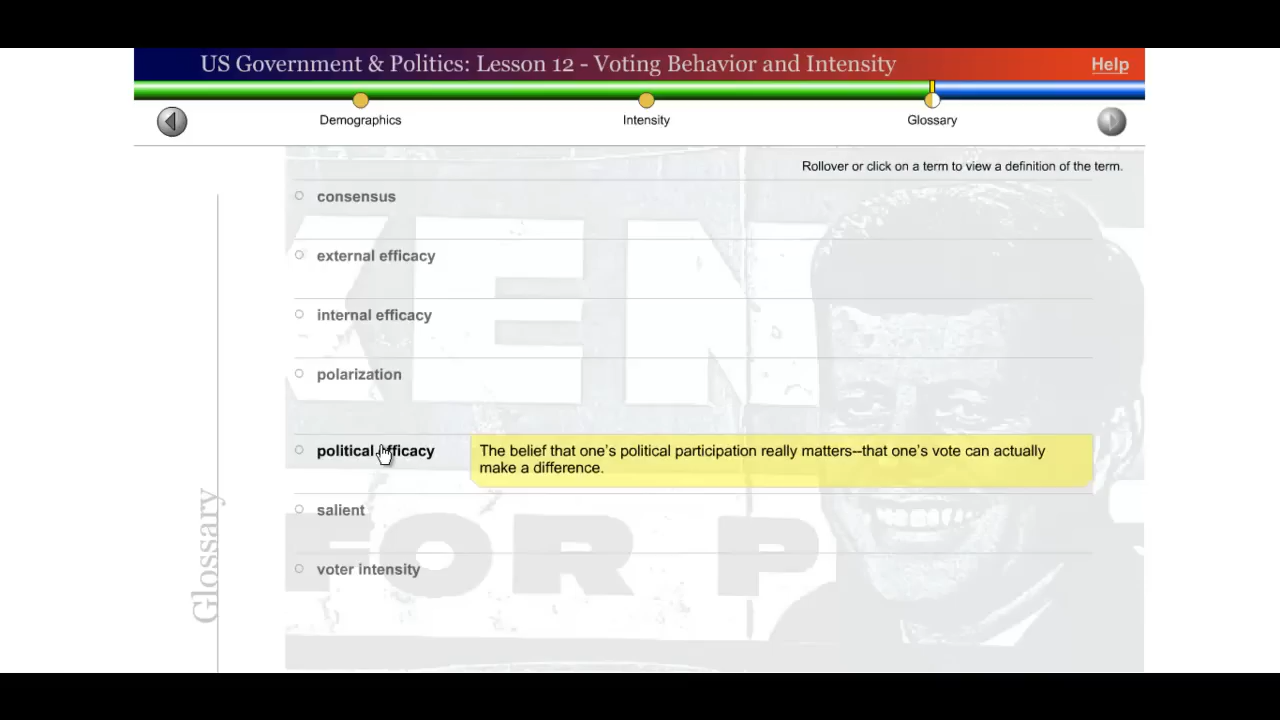 US Government & Politics: Lesson 12 - Voting Behavior and Intensity
Help
Demographics
Intensity
Glossary
Rollover or click on a term to view a definition of the term.
consensus
external efficacy
internal efficacy
polarization
political efficacy
The belief that one's political participation really matters--that one's vote can actually
make a difference.
salient
voter intensity
Glossary
KEN
FOR P